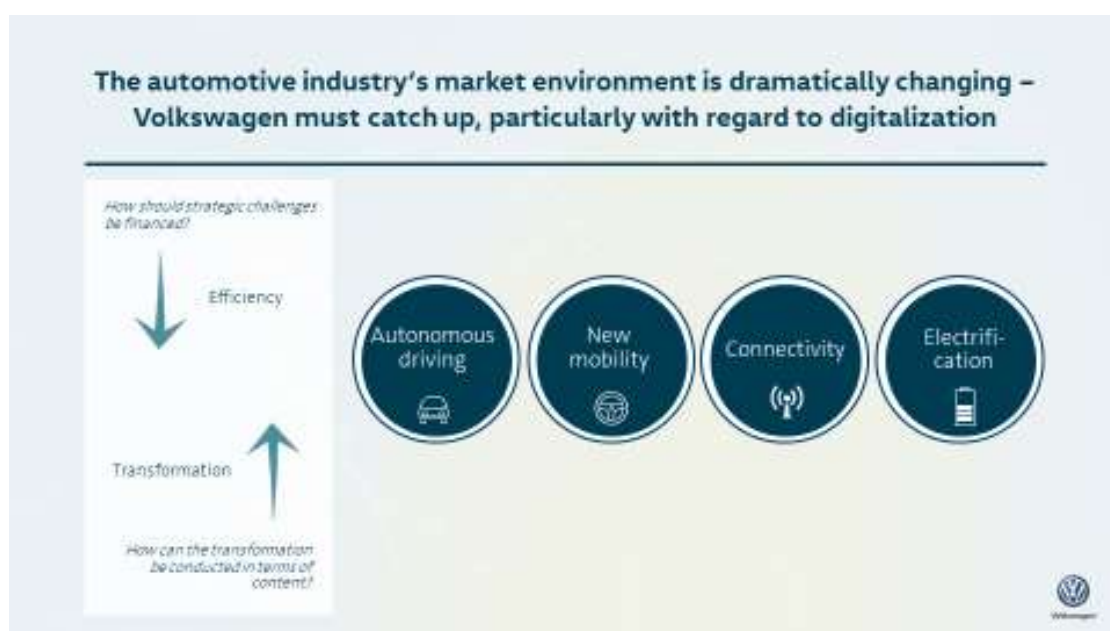 The automotive industry's market environment is dramatically changing –
Volkswagen must catch up, particularly with regard to digitalization
How should strategic challenges
be financed?
Efficiency
Transformation
How can the transformation
be conducted in terms of
content?
Autonomous
driving
New
mobility
Connectivity
Electrifi-
cation
Volkswagen